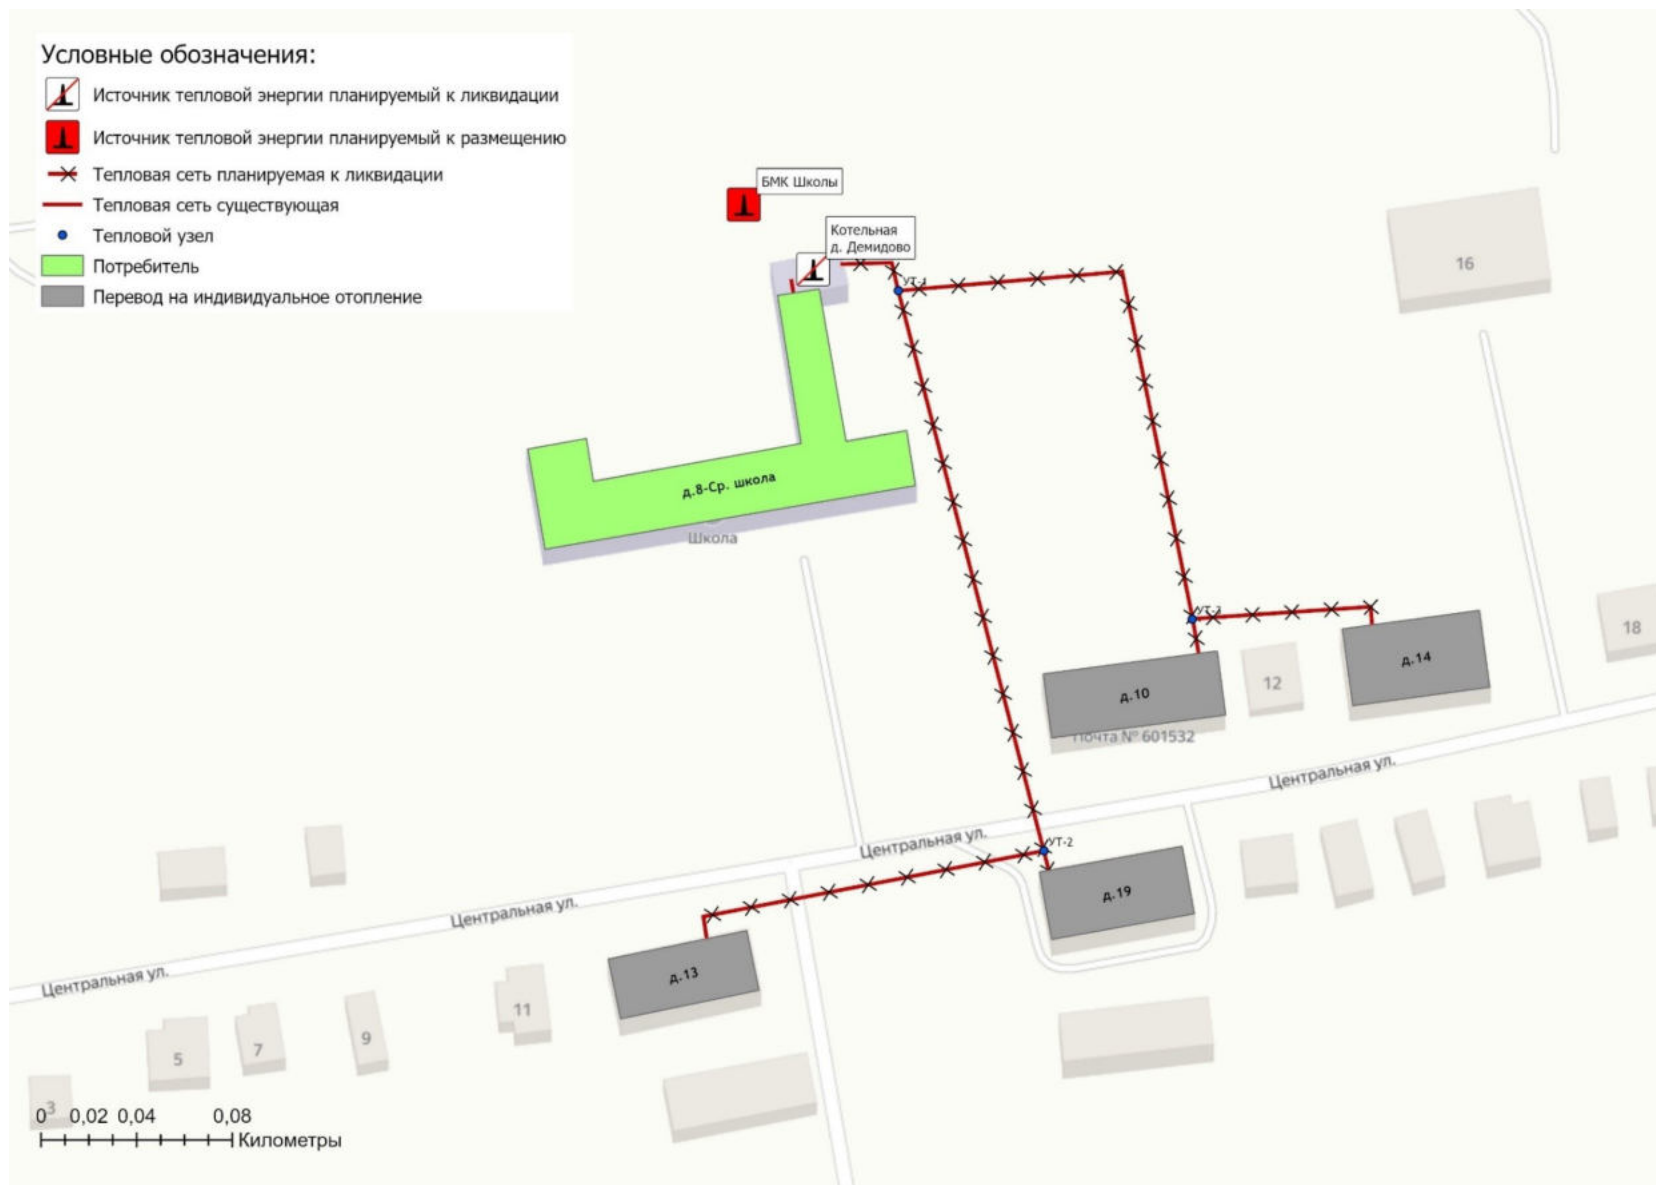 Условные обозначения:
Источник тепловой энергии планируемый к ликвидации
Источник тепловой энергии планируемый к размещению
Тепловая сеть планируемая к ликвидации
Тепловая сеть существующая
Тепловой узел
Потребитель
Перевод на индивидуальное отопление
БМК Школы
Котельная
д. Демидово
УТ-1
16
д.8-Ср. школа
Школа
УТ-3
18
д.14
12
д.10
Почта № 601532
Центральная ул.
УТ-2
Центральная ул.
д.19
Центральная ул.
д.13
Центральная ул.
11
9
7
5
3
0 0,02 0,04 0,08
Километры